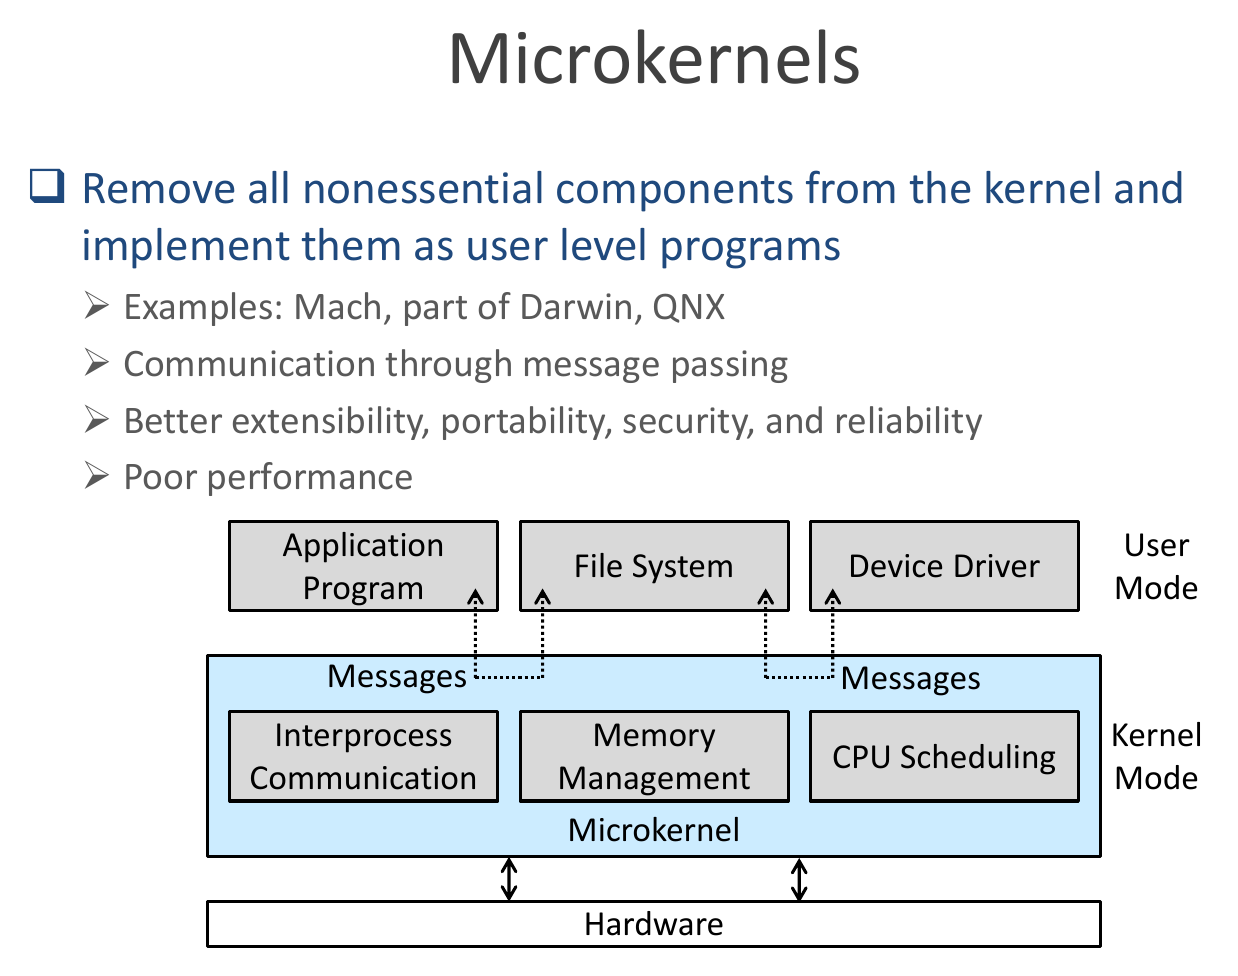 Microkernels
❑ Remove all nonessential components from the kernel and
implement them as user level programs
➢ Examples: Mach, part of Darwin, QNX
➢ Communication through message passing
➢ Better extensibility, portability, security, and reliability
➢ Poor performance
Application
Program
File System
Device Driver
User
Mode
Messages
Messages
Interprocess
Communication
Memory
Management
CPU Scheduling
Kernel
Mode
Microkernel
Hardware